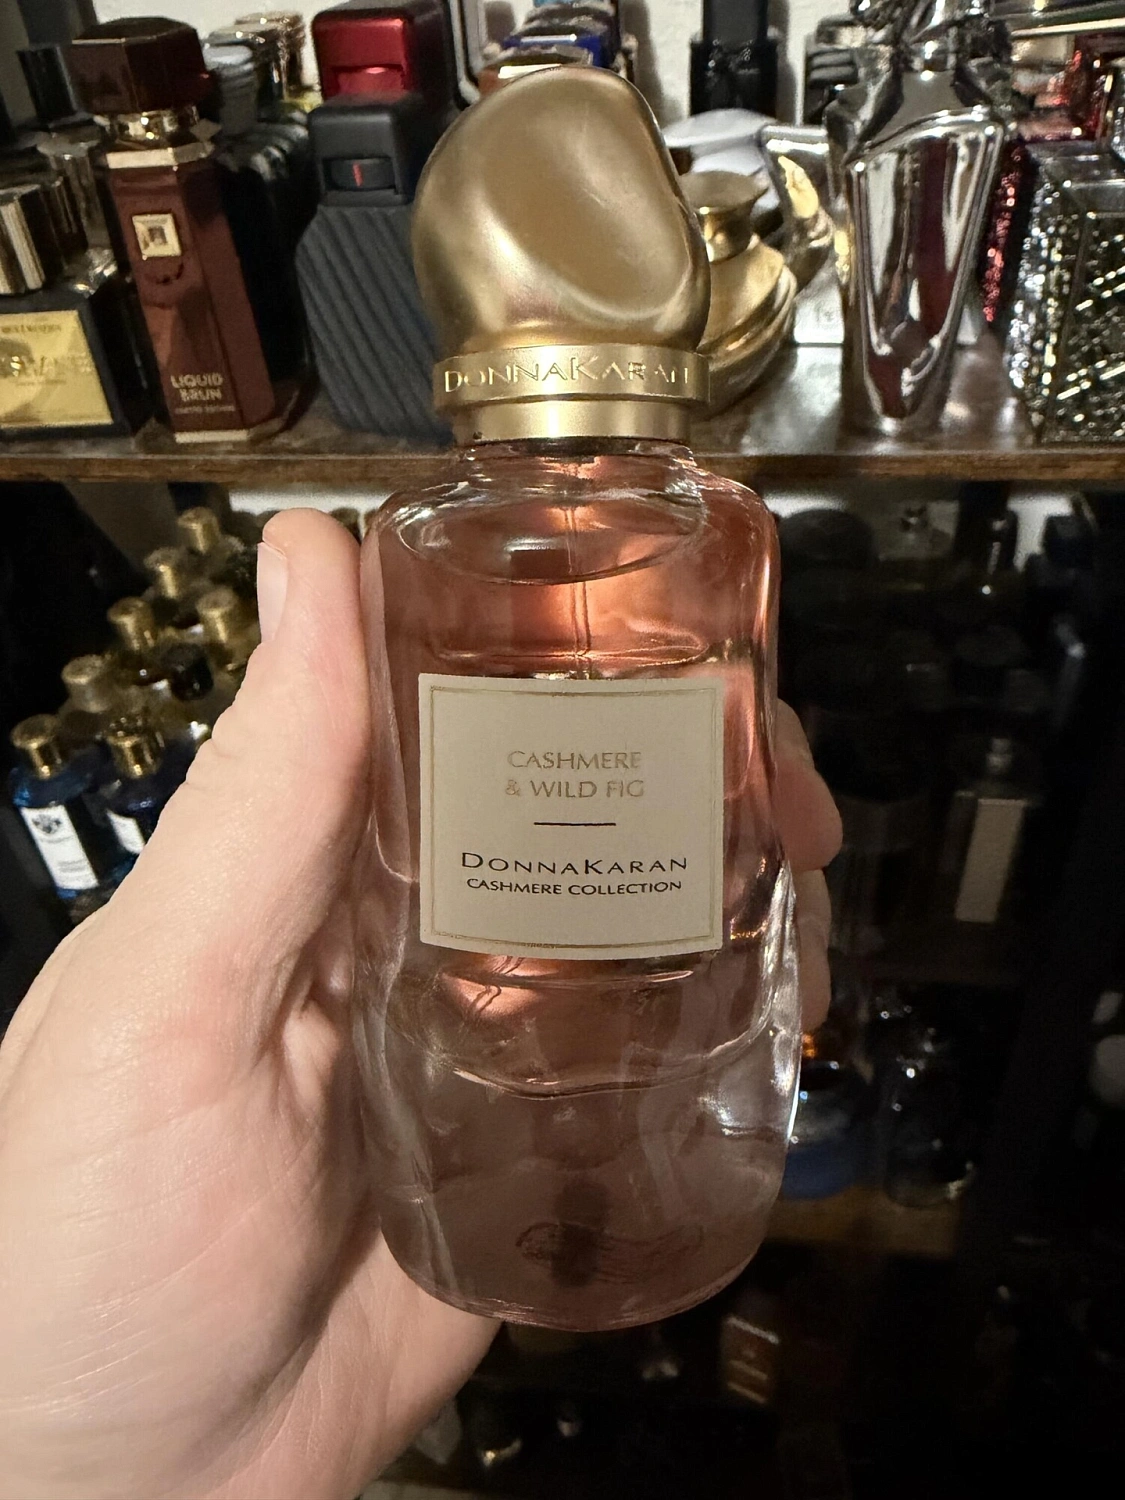 DONNAKARAN
LIQUID
BRUN
CASHMERE
& WILD FIG
DONNAKARAN
CASHMERE COLLECTION